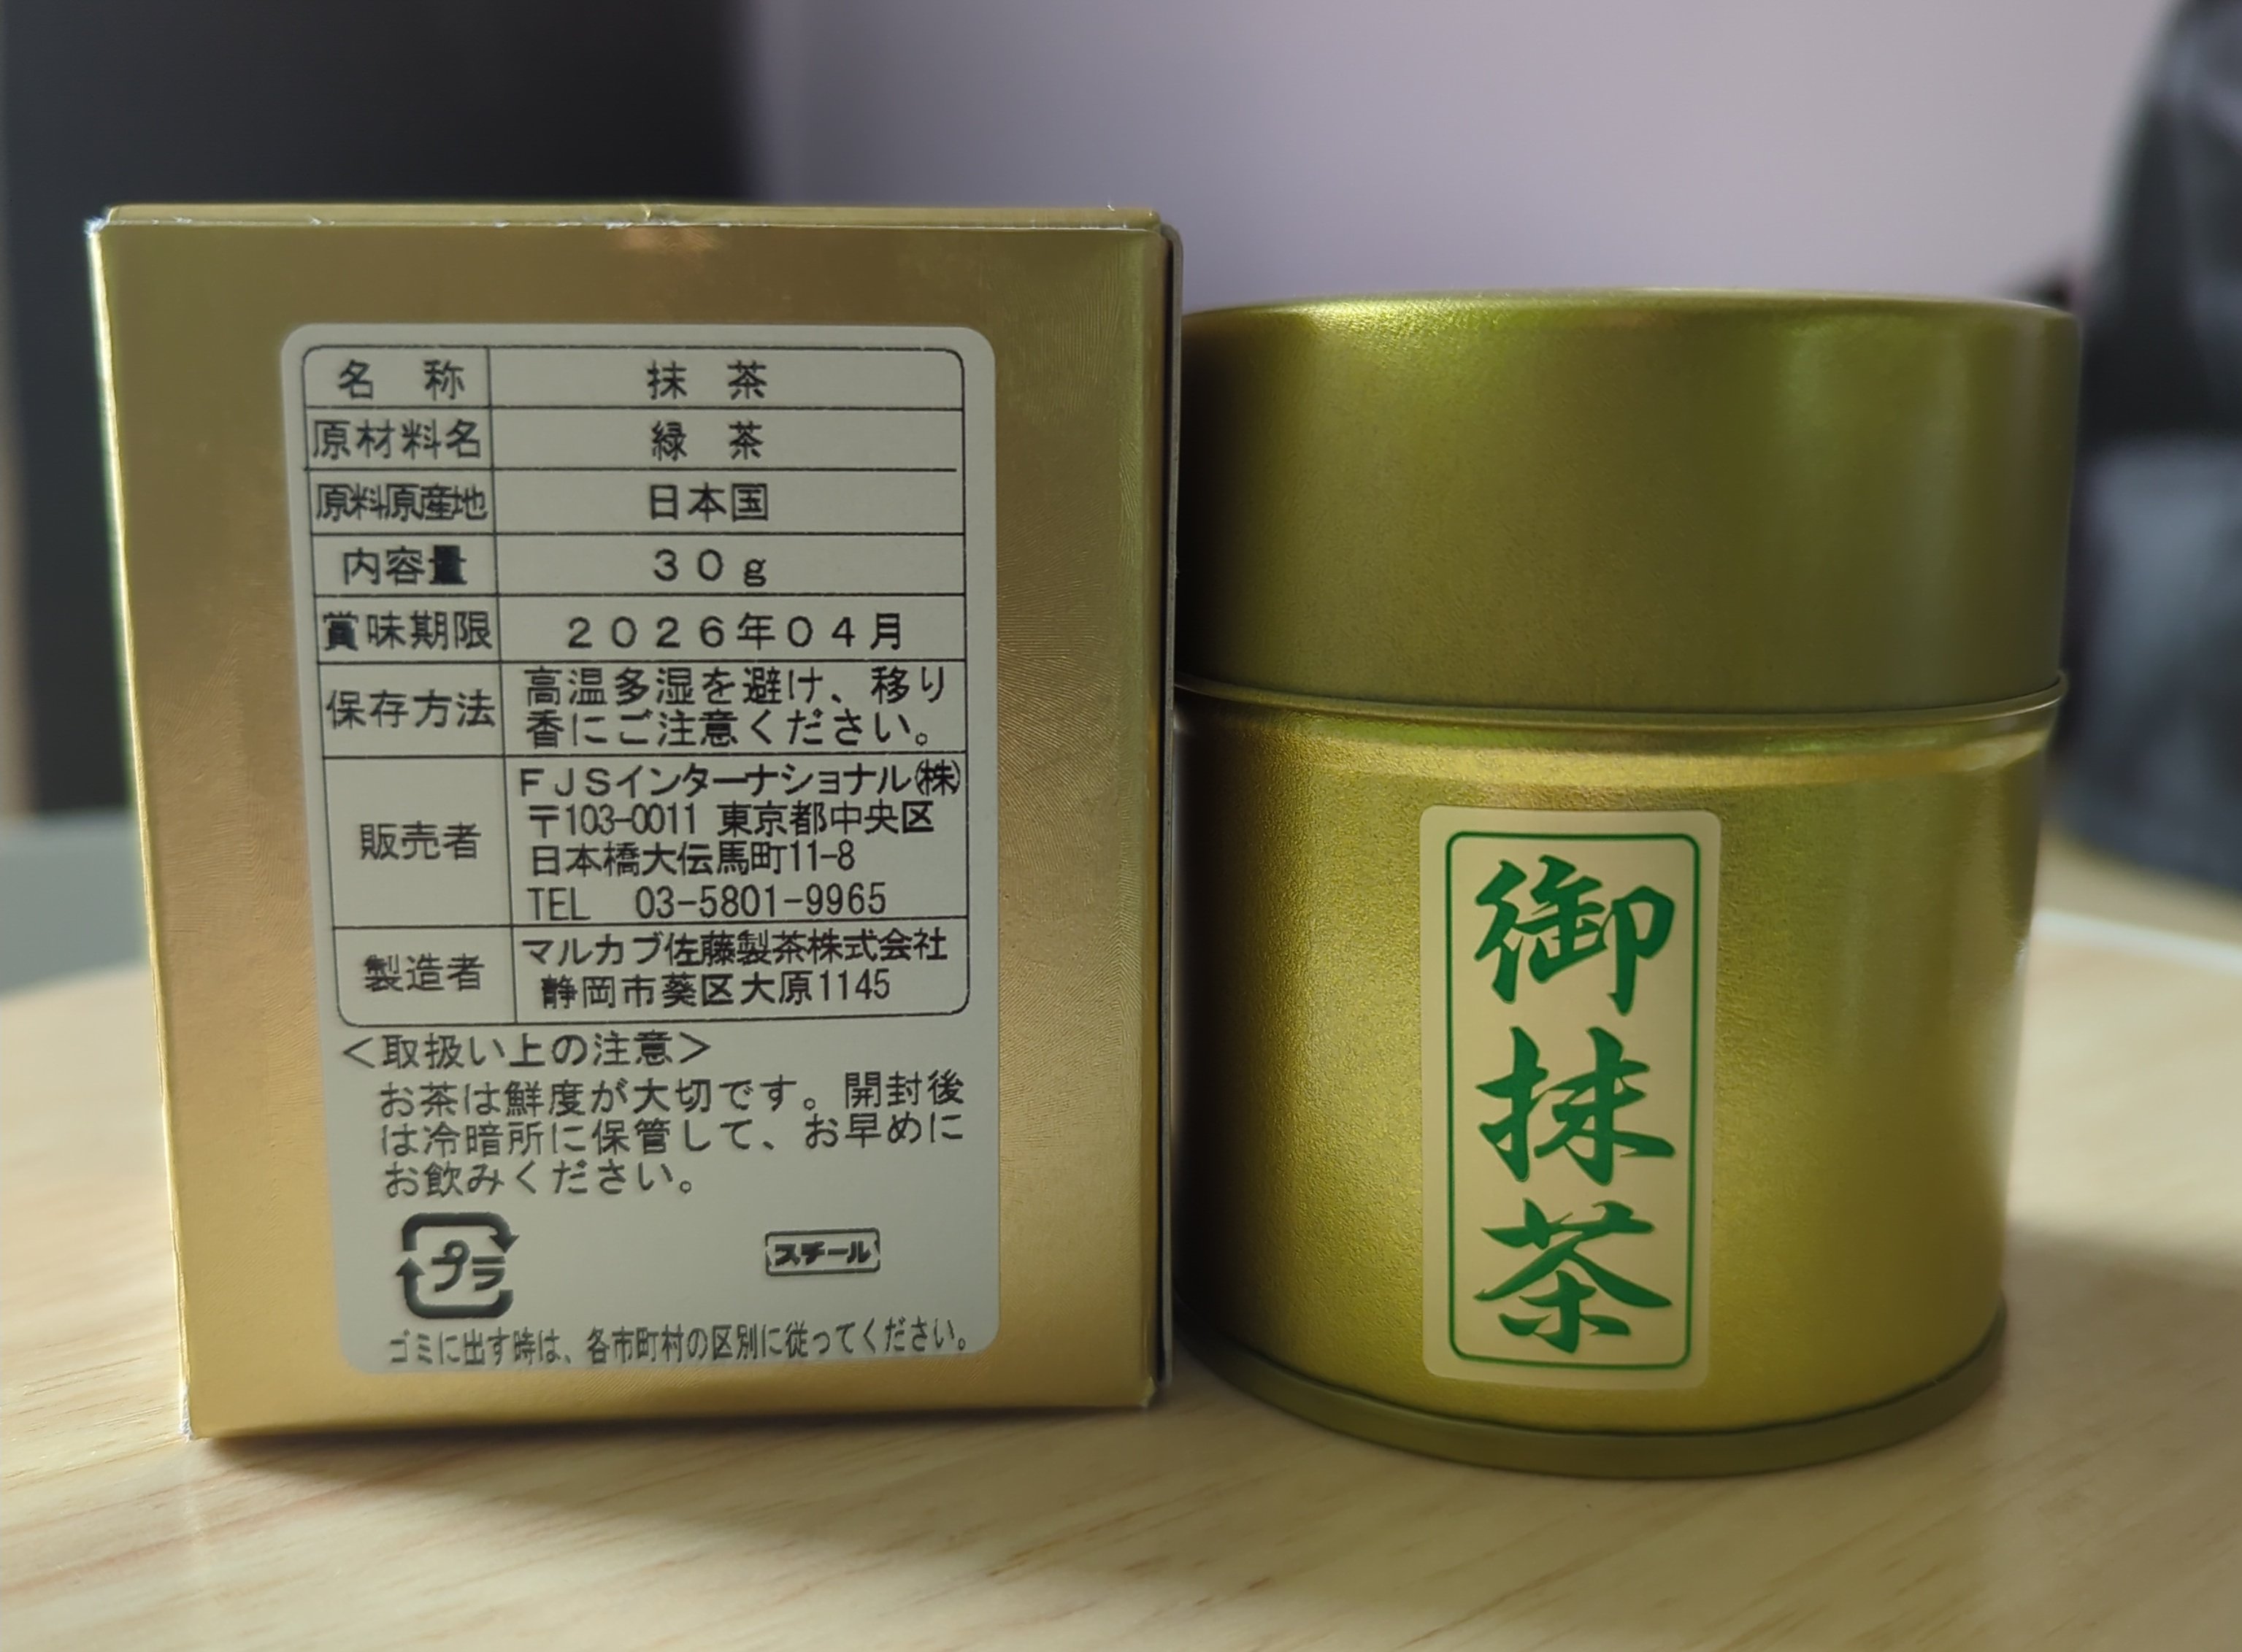 名 称 抹 茶
原材料名 緑 茶
原料原産地 日本国
内容量 30g
賞味期限 2026年04月
保存方法 高温多湿を避け、移り
香にご注意ください。
販売者 FJSインターナショナル㈱
〒103-0011 東京都中央区
日本橋大伝馬町11-8
TEL 03-5801-9965
製造者 マルカブ佐藤製茶株式会社
静岡市葵区大原1145
<取扱い上の注意>
お茶は鮮度が大切です。開封後
は冷暗所に保管して、お早めに
お飲みください。
プラ
スチール
ゴミに出す時は、各市町村の区別に従ってください。
御抹茶